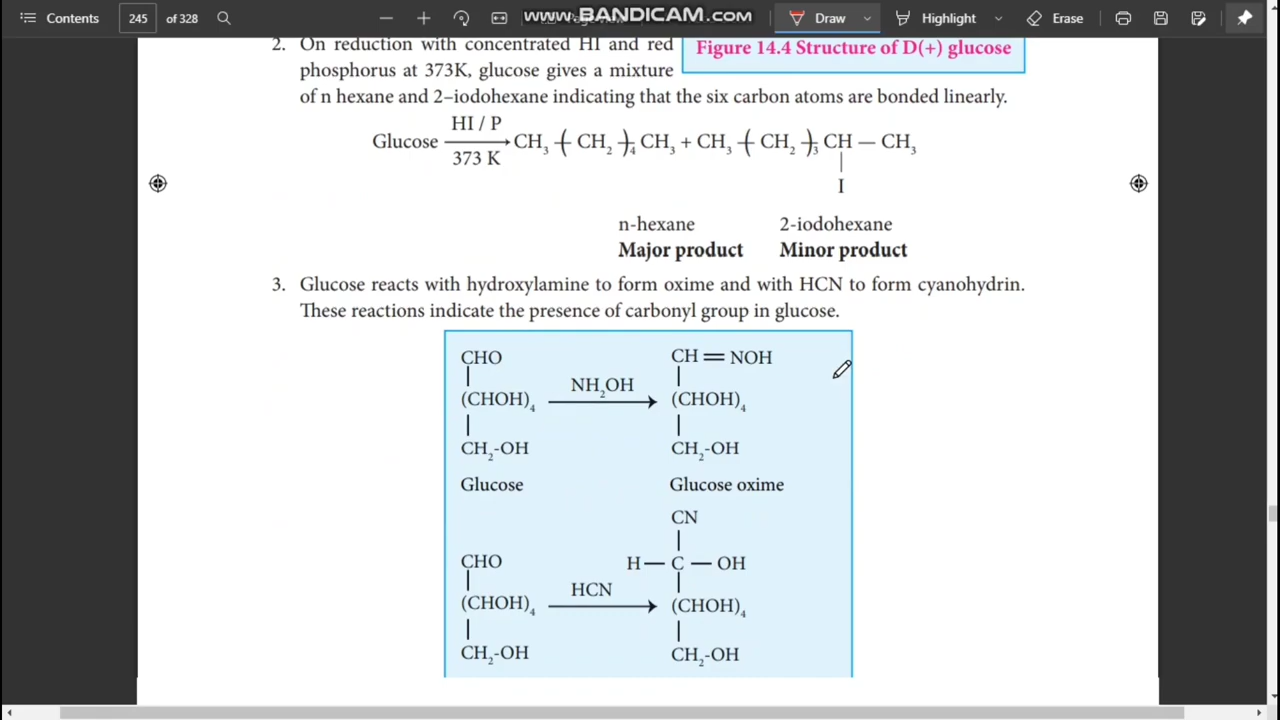 Contents
245 of 328
www.BANDICAM.com
Draw
Highlight
Erase
2. On reduction with concentrated HI and red
phosphorus at 373K, glucose gives a mixture
of n hexane and 2–iodohexane indicating that the six carbon atoms are bonded linearly.
Figure 14.4 Structure of D(+) glucose
HI / P
Glucose ⟶ CH₃ ─( CH₂ )─₄ CH₃ + CH₃ ─( CH₂ )─₃ CH — CH₃
373 K
I
n-hexane 2-iodohexane
Major product Minor product
3. Glucose reacts with hydroxylamine to form oxime and with HCN to form cyanohydrin.
These reactions indicate the presence of carbonyl group in glucose.
CHO CH = NOH
NH₂OH
(CHOH)₄ (CHOH)₄
CH₂-OH CH₂-OH
Glucose Glucose oxime
CN
CHO H — C — OH
HCN
(CHOH)₄ (CHOH)₄
CH₂-OH CH₂-OH